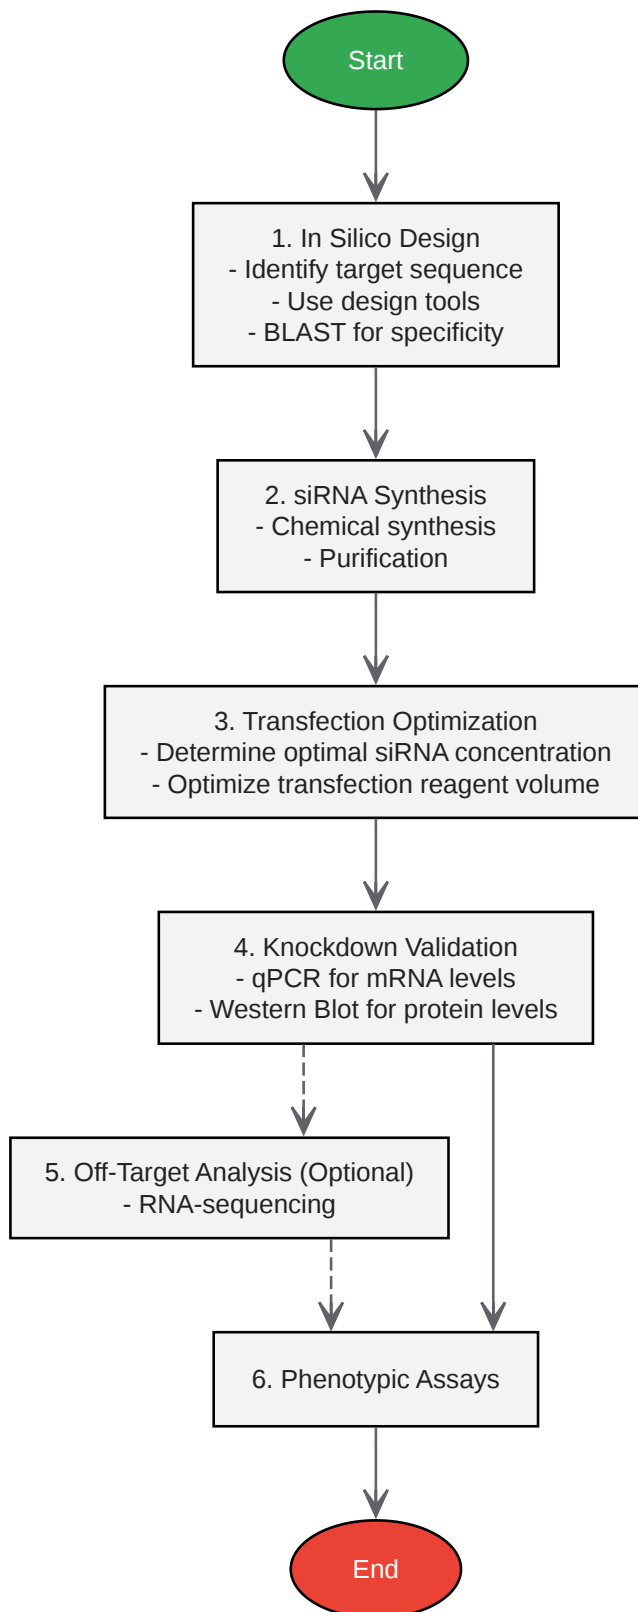 Start
1. In Silico Design
- Identify target sequence
- Use design tools
- BLAST for specificity
2. siRNA Synthesis
- Chemical synthesis
- Purification
3. Transfection Optimization
- Determine optimal siRNA concentration
- Optimize transfection reagent volume
4. Knockdown Validation
- qPCR for mRNA levels
- Western Blot for protein levels
5. Off-Target Analysis (Optional)
- RNA-sequencing
6. Phenotypic Assays
End